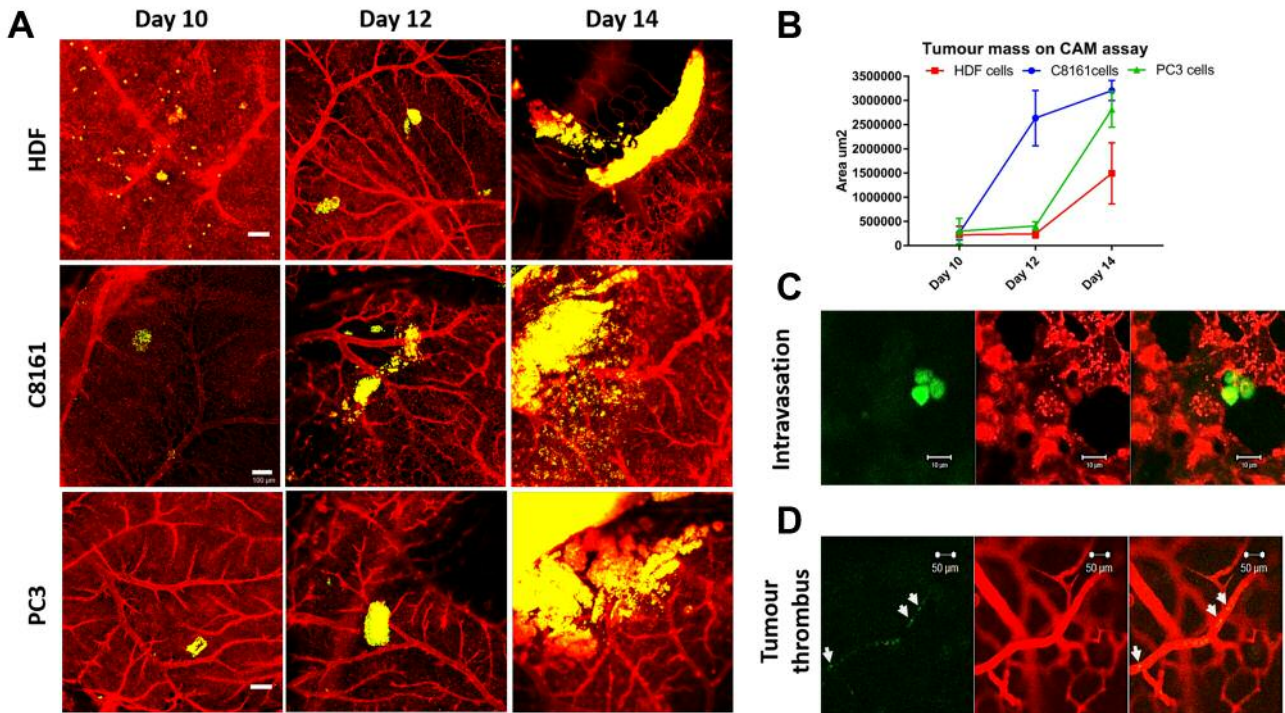 A
Day 10
Day 12
Day 14
HDF
C8161
PC3
100 µm
B
Tumour mass on CAM assay
HDF cells C8161cells PC3 cells
Area um2
3500000
3000000
2500000
2000000
1500000
1000000
500000
0
Day 10
Day 12
Day 14
C
Intravasation
10 µm
10 µm
D
Tumour
thrombus
50 µm
50 µm
50 µm